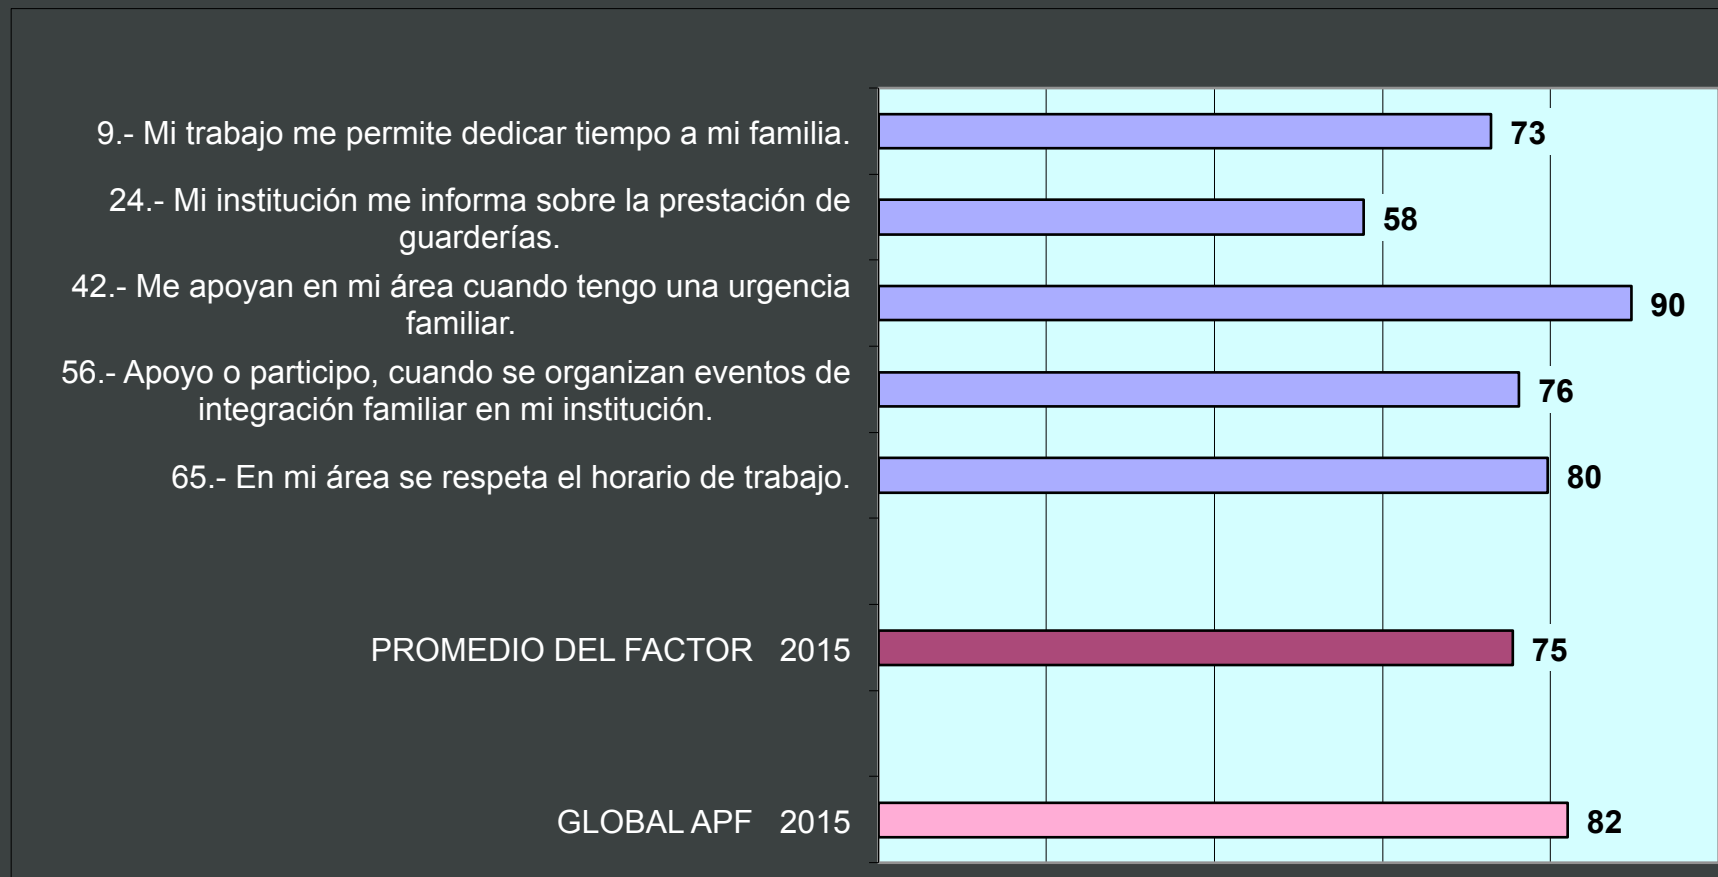 9.- Mi trabajo me permite dedicar tiempo a mi familia.
73
24.- Mi institución me informa sobre la prestación de
guarderías.
58
42.- Me apoyan en mi área cuando tengo una urgencia
familiar.
90
56.- Apoyo o participo, cuando se organizan eventos de
integración familiar en mi institución.
76
65.- En mi área se respeta el horario de trabajo.
80
PROMEDIO DEL FACTOR 2015
75
GLOBAL APF 2015
82